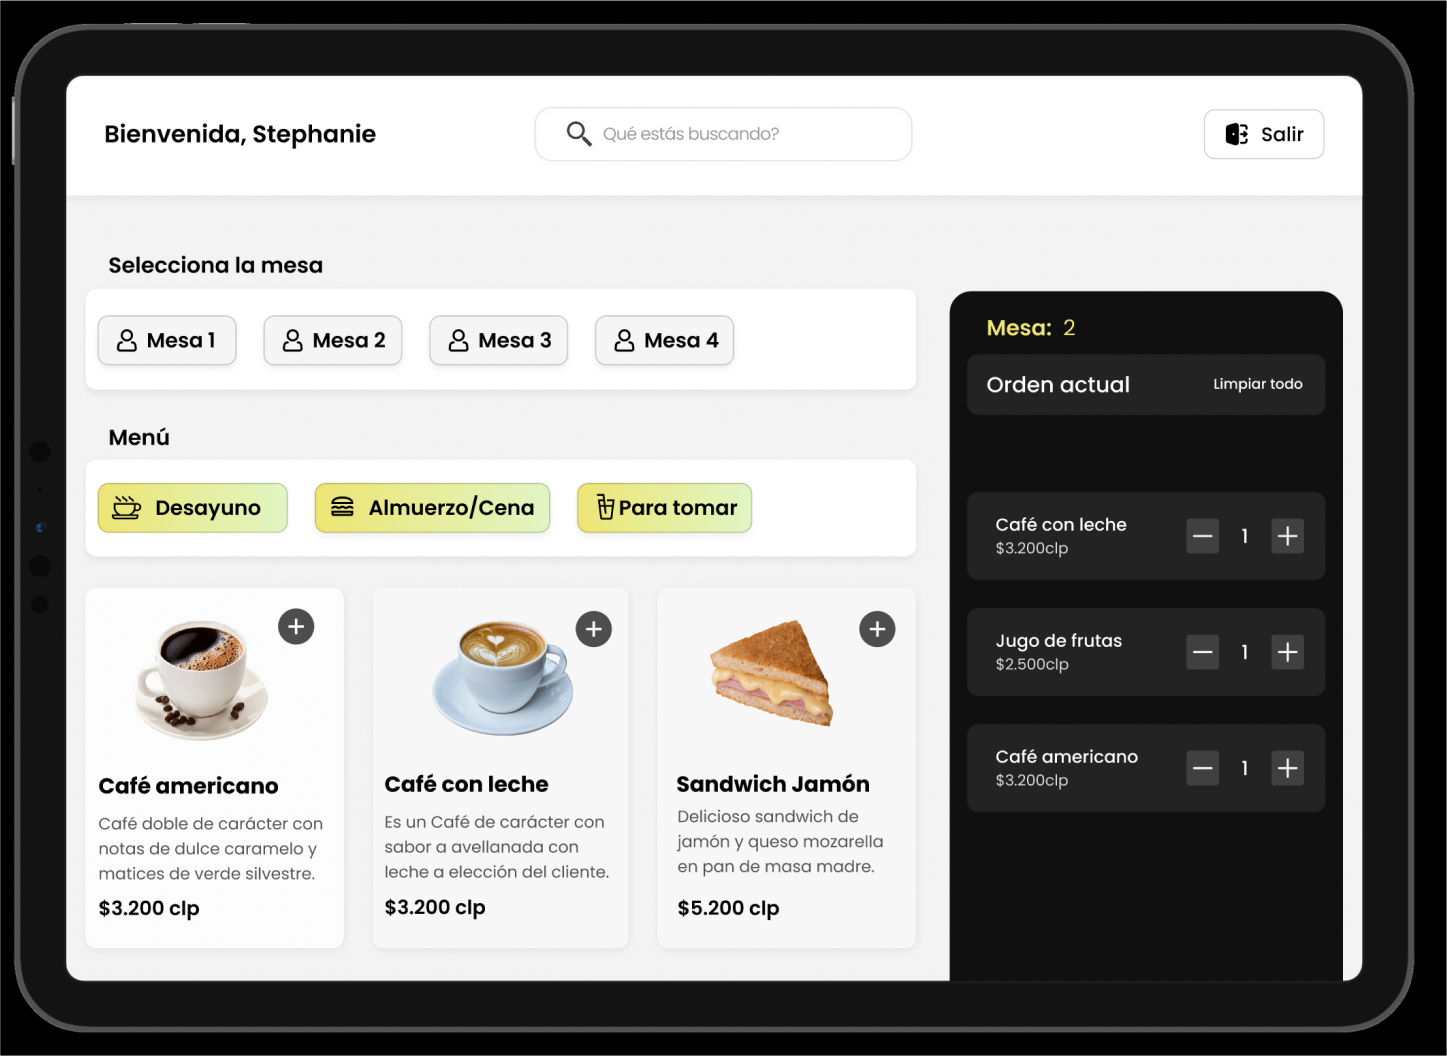 Bienvenida, Stephanie
Qué estás buscando?
Salir
Selecciona la mesa
Mesa 1
Mesa 2
Mesa 3
Mesa 4
Menú
Desayuno
Almuerzo/Cena
Para tomar
Café americano
Café doble de carácter con
notas de dulce caramelo y
matices de verde silvestre.
$3.200 clp
Café con leche
Es un Café de carácter con
sabor a avellanada con
leche a elección del cliente.
$3.200 clp
Sandwich Jamón
Delicioso sandwich de
jamón y queso mozarella
en pan de masa madre.
$5.200 clp
Mesa: 2
Orden actual
Limpiar todo
Café con leche
$3.200clp
1
Jugo de frutas
$2.500clp
1
Café americano
$3.200clp
1